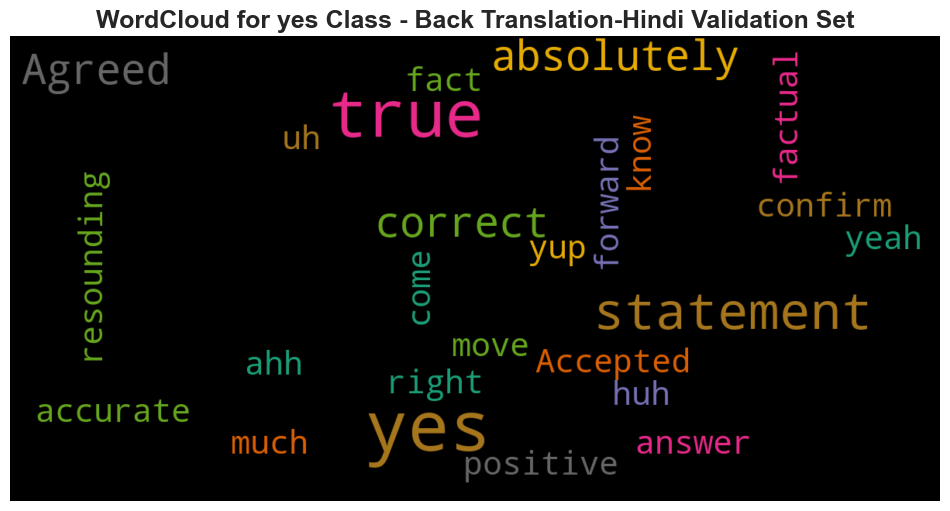 WordCloud for yes Class - Back Translation-Hindi Validation Set
absolutely
Agreed
fact
factual
true
uh
know
forward
resounding
confirm
correct
yeah
yup
come
statement
move
ahh
Accepted
right
huh
accurate
yes
much
answer
positive